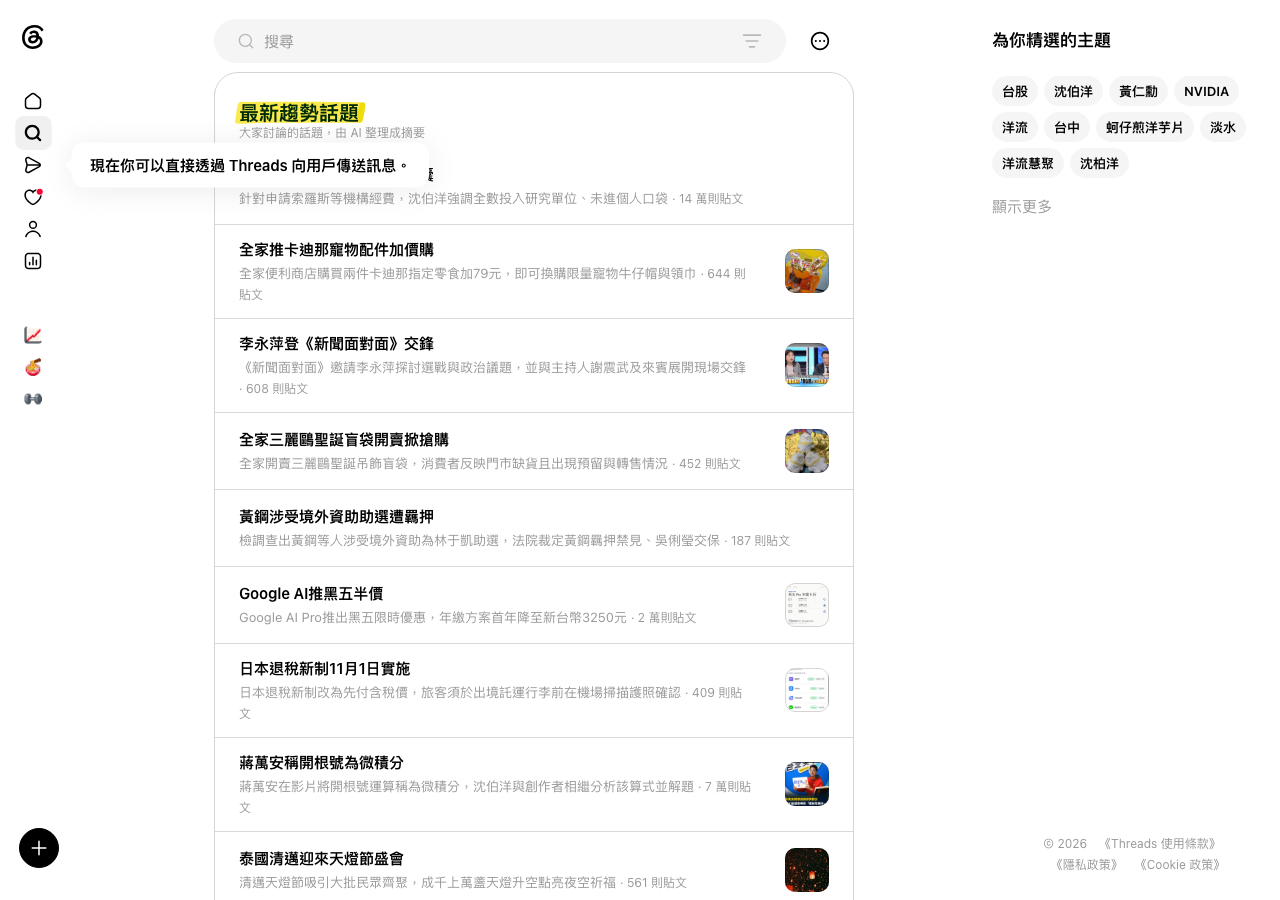 搜尋
最新趨勢話題
大家討論的話題，由 AI 整理成摘要
現在你可以直接透過 Threads 向用戶傳送訊息。
針對申請索羅斯等機構經費，沈伯洋強調全數投入研究單位、未進個人口袋 · 14 萬則貼文
全家推卡迪那寵物配件加價購
全家便利商店購買兩件卡迪那指定零食加79元，即可換購限量寵物牛仔帽與領巾 · 644 則
貼文
李永萍登《新聞面對面》交鋒
《新聞面對面》邀請李永萍探討選戰與政治議題，並與主持人謝震武及來賓展開現場交鋒
· 608 則貼文
全家三麗鷗聖誕盲袋開賣掀搶購
全家開賣三麗鷗聖誕吊飾盲袋，消費者反映門市缺貨且出現預留與轉售情況 · 452 則貼文
黃鋼涉受境外資助助選遭羈押
檢調查出黃鋼等人涉受境外資助為林于凱助選，法院裁定黃鋼羈押禁見、吳俐瑩交保 · 187 則貼文
Google AI推黑五半價
Google AI Pro推出黑五限時優惠，年繳方案首年降至新台幣3250元 · 2 萬則貼文
日本退稅新制11月1日實施
日本退稅新制改為先付含稅價，旅客須於出境託運行李前在機場掃描護照確認 · 409 則貼
文
蔣萬安稱開根號為微積分
蔣萬安在影片將開根號運算稱為微積分，沈伯洋與創作者相繼分析該算式並解題 · 7 萬則貼
文
泰國清邁迎來天燈節盛會
清邁天燈節吸引大批民眾齊聚，成千上萬盞天燈升空點亮夜空祈福 · 561 則貼文
為你精選的主題
台股 沈伯洋 黃仁勳 NVIDIA
洋流 台中 蚵仔煎洋芋片 淡水
洋流慧聚 沈柏洋
顯示更多
© 2026 《Threads 使用條款》
《隱私政策》 《Cookie 政策》